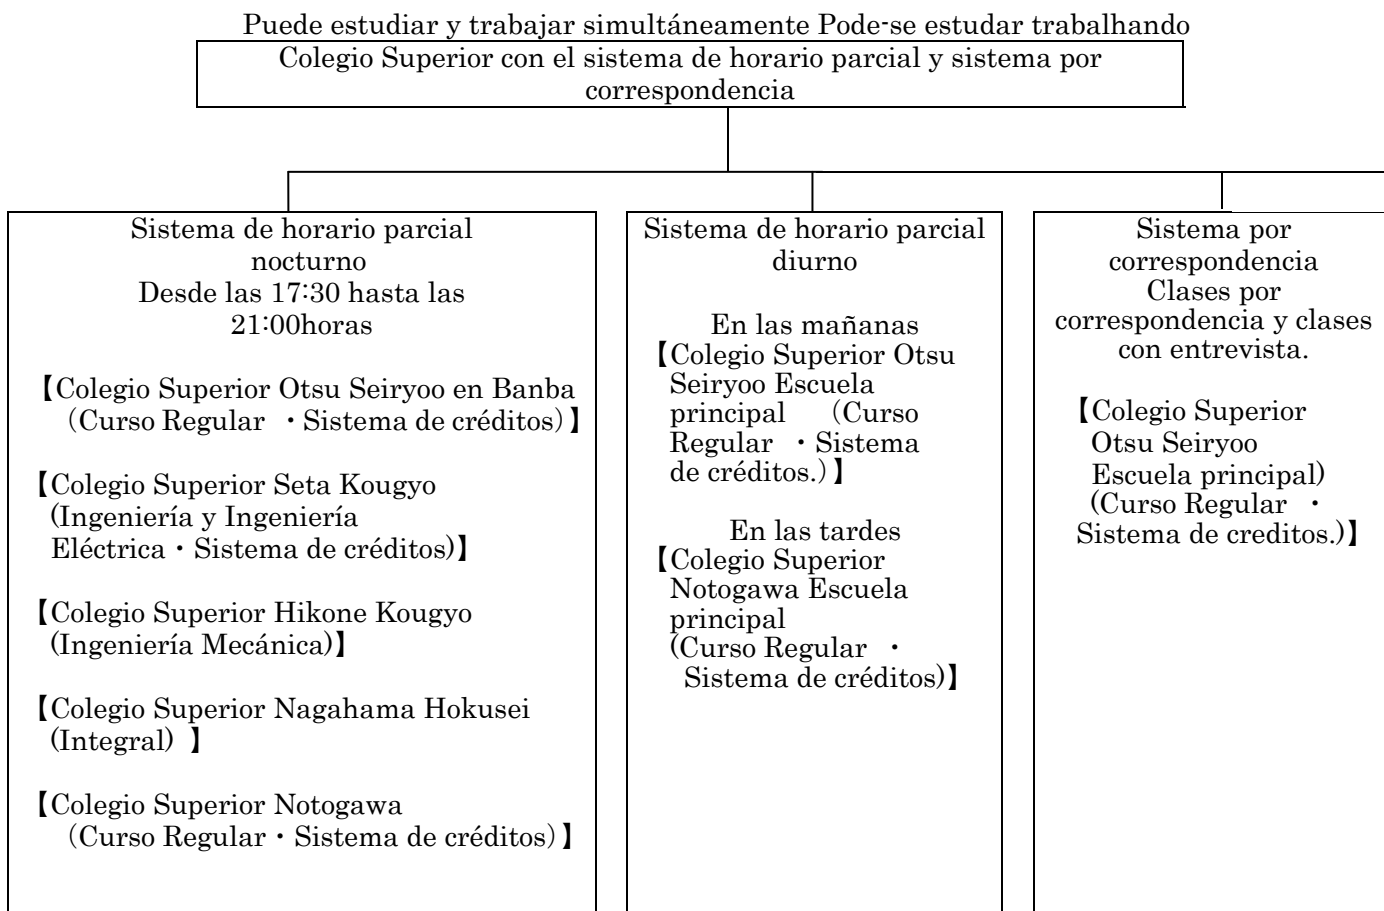 Puede estudiar y trabajar simultáneamente Pode-se estudar trabalhando
Colegio Superior con el sistema de horario parcial y sistema por
correspondencia
Sistema de horario parcial
nocturno
Desde las 17:30 hasta las
21:00horas
【Colegio Superior Otsu Seiryoo en Banba
（Curso Regular ・Sistema de créditos）】
【Colegio Superior Seta Kougyo
(Ingeniería y Ingeniería
Eléctrica・Sistema de créditos)】
【Colegio Superior Hikone Kougyo
(Ingeniería Mecánica)】
【Colegio Superior Nagahama Hokusei
(Integral) 】
【Colegio Superior Notogawa
（Curso Regular・Sistema de créditos）】
Sistema de horario parcial
diurno
En las mañanas
【Colegio Superior Otsu
Seiryoo Escuela
principal （Curso
Regular ・Sistema
de créditos.）】
En las tardes
【Colegio Superior
Notogawa Escuela
principal
(Curso Regular ・
Sistema de créditos)】
Sistema por
correspondencia
Clases por
correspondencia y clases
con entrevista.
【Colegio Superior
Otsu Seiryoo
Escuela principal)
(Curso Regular ・
Sistema de creditos.)】